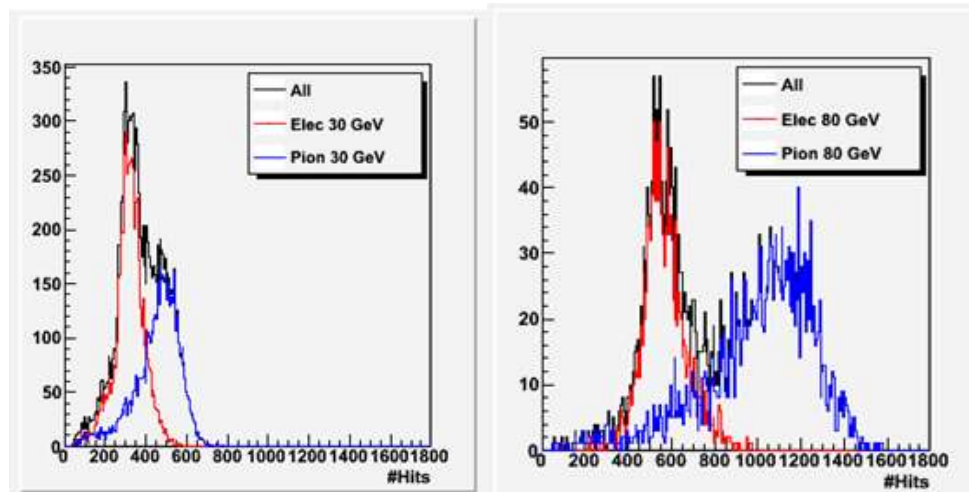 350
300
250
200
150
100
50
0
All
Elec 30 GeV
Pion 30 GeV
0 200 400 600 800 1000 1200 1400 1600 1800
#Hits
50
40
30
20
10
0
All
Elec 80 GeV
Pion 80 GeV
0 200 400 600 800 1000 1200 1400 1600 1800
#Hits